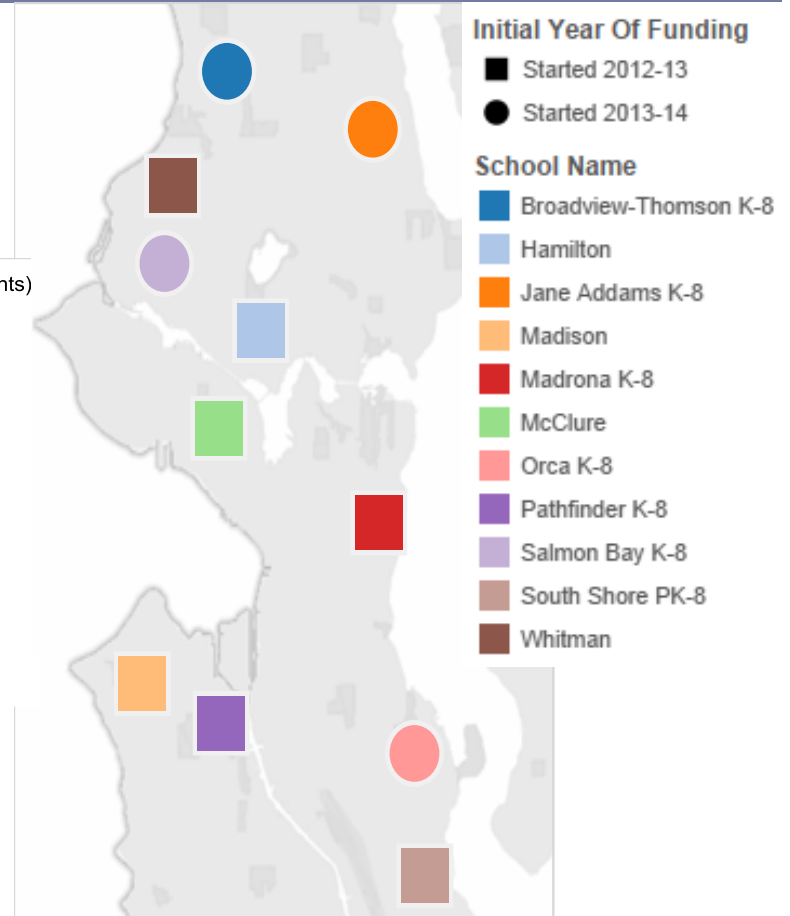 Initial Year Of Funding
Started 2012-13
Started 2013-14
School Name
Broadview-Thomson K-8
Hamilton
nts)
Jane Addams K-8
Madison
Madrona K-8
McClure
Orca K-8
Pathfinder K-8
Salmon Bay K-8
South Shore PK-8
Whitman